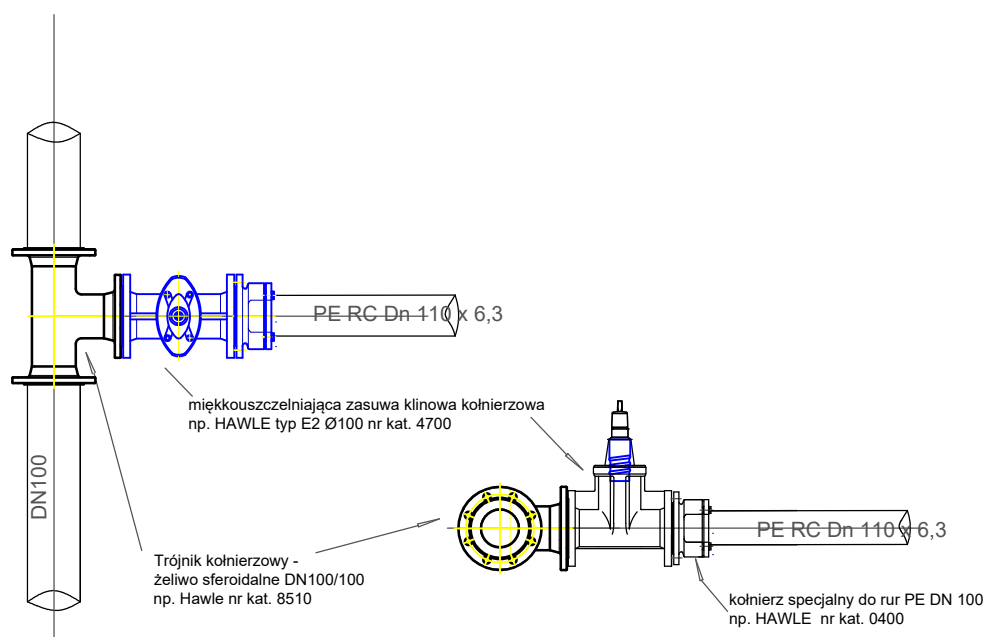 PE RC Dn 110 x 6,3
miękkouszczelniająca zasuwa klinowa kołnierzowa
np. HAWLE typ E2 Ø100 nr kat. 4700
DN100
PE RC Dn 110 x 6,3
Trójnik kołnierzowy -
żeliwo sferoidalne DN100/100
np. Hawle nr kat. 8510
kołnierz specjalny do rur PE DN 100
np. HAWLE nr kat. 0400